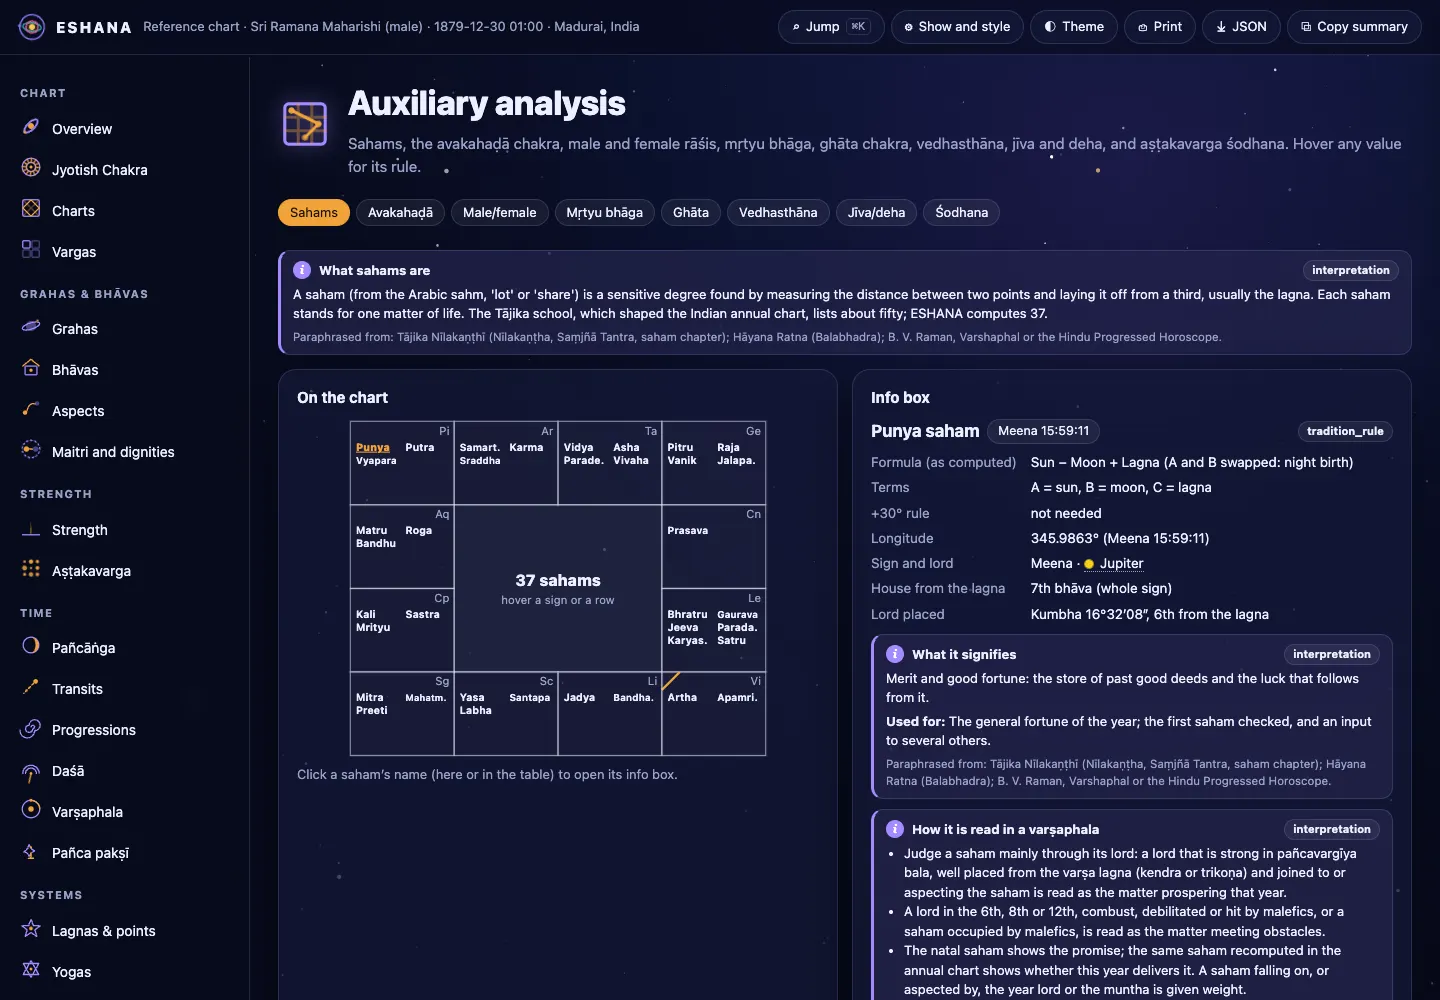 ESHANA
Reference chart · Sri Ramana Maharishi (male) · 1879-12-30 01:00 · Madurai, India
Jump ⌘K
Show and style
Theme
Print
JSON
Copy summary
CHART
Overview
Jyotish Chakra
Charts
Vargas
GRAHAS & BHĀVAS
Grahas
Bhāvas
Aspects
Maitri and dignities
STRENGTH
Strength
Aṣṭakavarga
TIME
Pañcāṅga
Transits
Progressions
Daśā
Varṣaphala
Pañca pakṣī
SYSTEMS
Lagnas & points
Yogas
Auxiliary analysis
Sahams, the avakahaḍā chakra, male and female rāśis, mṛtyu bhāga, ghāta chakra, vedhasthāna, jīva and deha, and aṣṭakavarga śodhana. Hover any value
for its rule.
Sahams
Avakahaḍā
Male/female
Mṛtyu bhāga
Ghāta
Vedhasthāna
Jīva/deha
Śodhana
What sahams are
interpretation
A saham (from the Arabic sahm, 'lot' or 'share') is a sensitive degree found by measuring the distance between two points and laying it off from a third, usually the lagna. Each saham
stands for one matter of life. The Tājika school, which shaped the Indian annual chart, lists about fifty; ESHANA computes 37.
Paraphrased from: Tājika Nīlakaṇṭhī (Nīlakaṇṭha, Saṃjñā Tantra, saham chapter); Hāyana Ratna (Balabhadra); B. V. Raman, Varshaphal or the Hindu Progressed Horoscope.
On the chart
Pi
Punya Putra
Vyapara
Ar
Samart. Karma
Sraddha
Ta
Vidya Asha
Parade. Vivaha
Ge
Pitru Raja
Vanik Jalapa.
Aq
Matru Roga
Bandhu
Cn
Prasava
37 sahams
hover a sign or a row
Cp
Kali Sastra
Mrityu
Le
Bhratru Gaurava
Jeeva Parada.
Karyas. Satru
Sg
Mitra Mahatm.
Preeti
Sc
Yasa Santapa
Labha
Li
Jadya Bandha.
Vi
Artha Apamri.
Click a saham's name (here or in the table) to open its info box.
Info box
Punya saham Meena 15:59:11 tradition_rule
Formula (as computed) Sun − Moon + Lagna (A and B swapped: night birth)
Terms A = sun, B = moon, C = lagna
+30° rule not needed
Longitude 345.9863° (Meena 15:59:11)
Sign and lord Meena · Jupiter
House from the lagna 7th bhāva (whole sign)
Lord placed Kumbha 16°32′08″, 6th from the lagna
What it signifies
interpretation
Merit and good fortune: the store of past good deeds and the luck that follows
from it.
Used for: The general fortune of the year; the first saham checked, and an input
to several others.
Paraphrased from: Tājika Nīlakaṇṭhī (Nīlakaṇṭha, Saṃjñā Tantra, saham chapter); Hāyana
Ratna (Balabhadra); B. V. Raman, Varshaphal or the Hindu Progressed Horoscope.
How it is read in a varṣaphala
interpretation
• Judge a saham mainly through its lord: a lord that is strong in pañcavargīya
bala, well placed from the varṣa lagna (kendra or trikoṇa) and joined to or
aspecting the saham is read as the matter prospering that year.
• A lord in the 6th, 8th or 12th, combust, debilitated or hit by malefics, or a
saham occupied by malefics, is read as the matter meeting obstacles.
• The natal saham shows the promise; the same saham recomputed in the
annual chart shows whether this year delivers it. A saham falling on, or
aspected by, the year lord or the muntha is given weight.